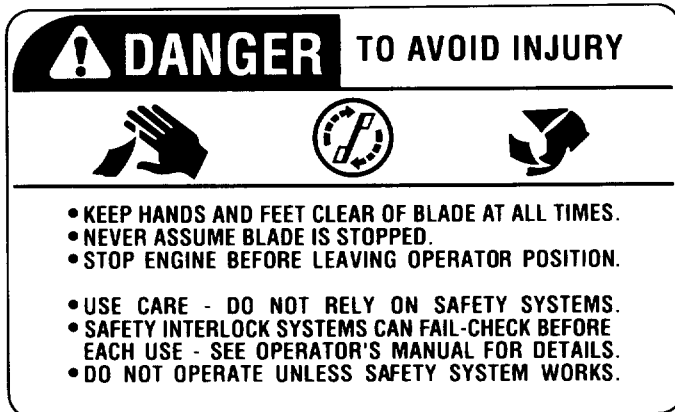 DANGER TO AVOID INJURY
• KEEP HANDS AND FEET CLEAR OF BLADE AT ALL TIMES.
• NEVER ASSUME BLADE IS STOPPED.
• STOP ENGINE BEFORE LEAVING OPERATOR POSITION.
• USE CARE - DO NOT RELY ON SAFETY SYSTEMS.
• SAFETY INTERLOCK SYSTEMS CAN FAIL-CHECK BEFORE
EACH USE - SEE OPERATOR'S MANUAL FOR DETAILS.
• DO NOT OPERATE UNLESS SAFETY SYSTEM WORKS.